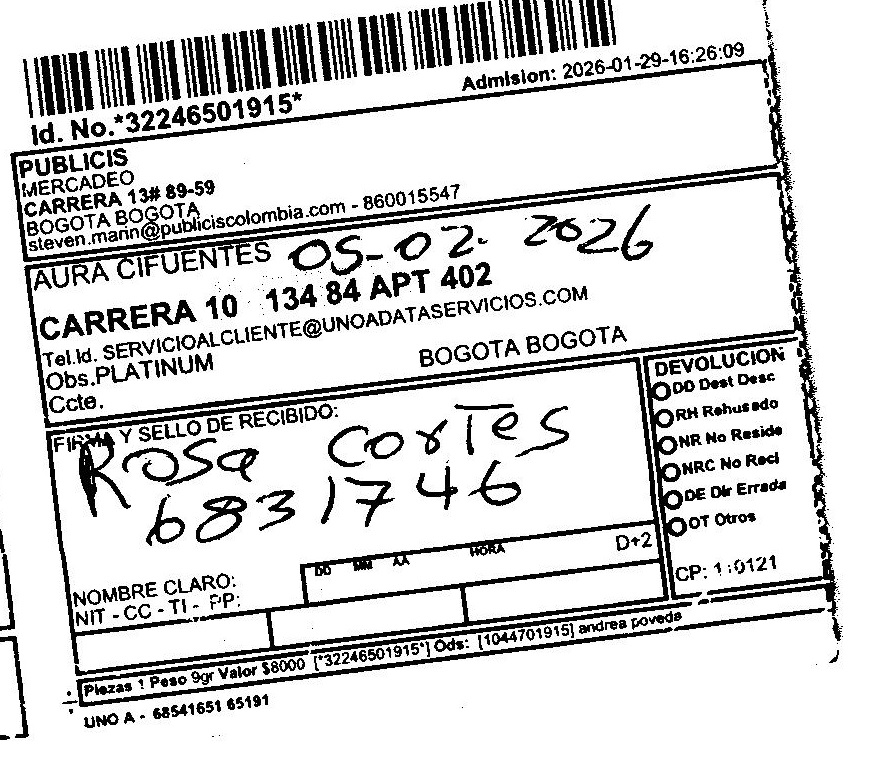 Admision: 2026-01-29-16:26:09
Id. No.*32246501915*
PUBLICIS
MERCADEO
CARRERA 13# 89-59
BOGOTA BOGOTA
steven.marin@publiciscolombia.com - 860015547
AURA CIFUENTES 05-02-2026
CARRERA 10 134 84 APT 402
Tel.Id. SERVICIOALCLIENTE@UNOADATASERVICIOS.COM
Obs.PLATINUM BOGOTA BOGOTA
Ccte.
FIRMA Y SELLO DE RECIBIDO:
Rosa Cortes
6831746
DEVOLUCION
DD Dest Desc
RH Rehusado
NR No Reside
NRC No Recl
DE Dir Errada
OT Otros
DD MM AA HORA D+2
NOMBRE CLARO:
NIT - CC - TI - PP:
CP:
Piezas 1 Peso 9gr Valor $8000 [*32246501915*] Ods: [1044701915] andrea poveda
UNO A - 68541651 65191